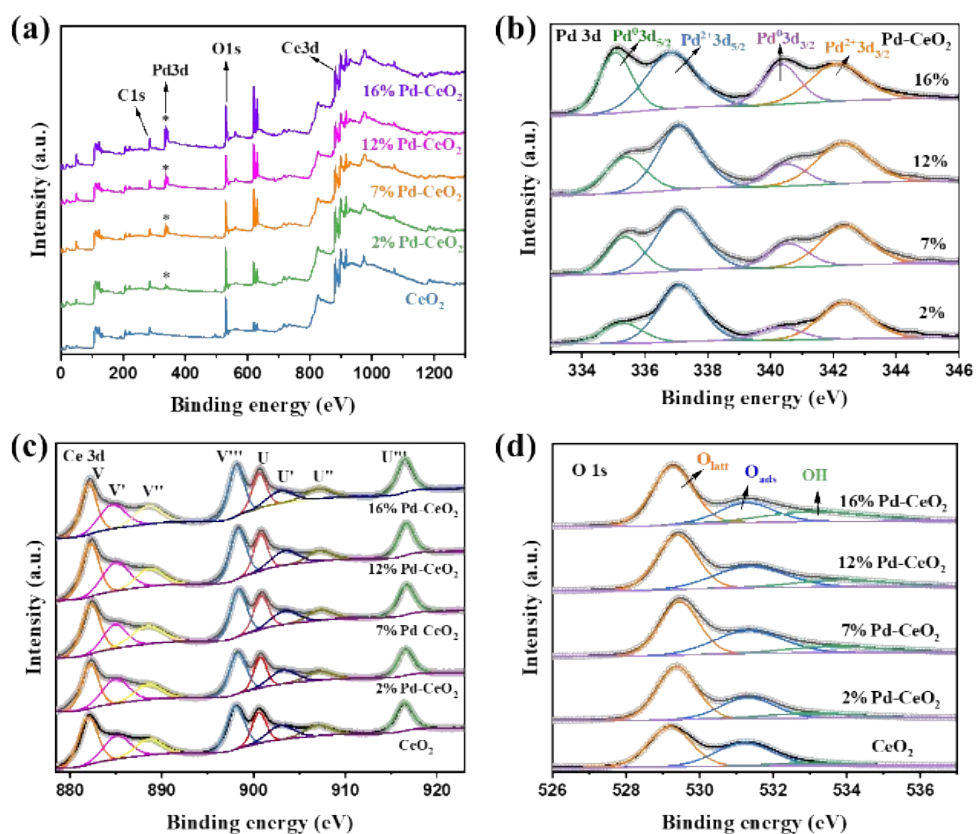 (a)
C1s
Pd3d
*
O1s
Ce3d
16% Pd-CeO₂
*
12% Pd-CeO₂
*
7% Pd-CeO₂
*
2% Pd-CeO₂
CeO₂
Intensity (a.u.)
0 200 400 600 800 1000 1200
Binding energy (eV)
(b)
Pd 3d
Pd⁰3d₅/₂
Pd²⁺3d₅/₂
Pd⁰3d₃/₂
Pd²⁺3d₃/₂
Pd-CeO₂
16%
12%
7%
2%
Intensity (a.u.)
334 336 338 340 342 344 346
Binding energy (eV)
(c)
Ce 3d
V V' V'' V''' U U' U'' U'''
16% Pd-CeO₂
12% Pd-CeO₂
7% Pd-CeO₂
2% Pd-CeO₂
CeO₂
Intensity (a.u.)
880 890 900 910 920
Binding energy (eV)
(d)
O 1s
Olatt
Oads
OH
16% Pd-CeO₂
12% Pd-CeO₂
7% Pd-CeO₂
2% Pd-CeO₂
CeO₂
Intensity (a.u.)
526 528 530 532 534 536
Binding energy (eV)